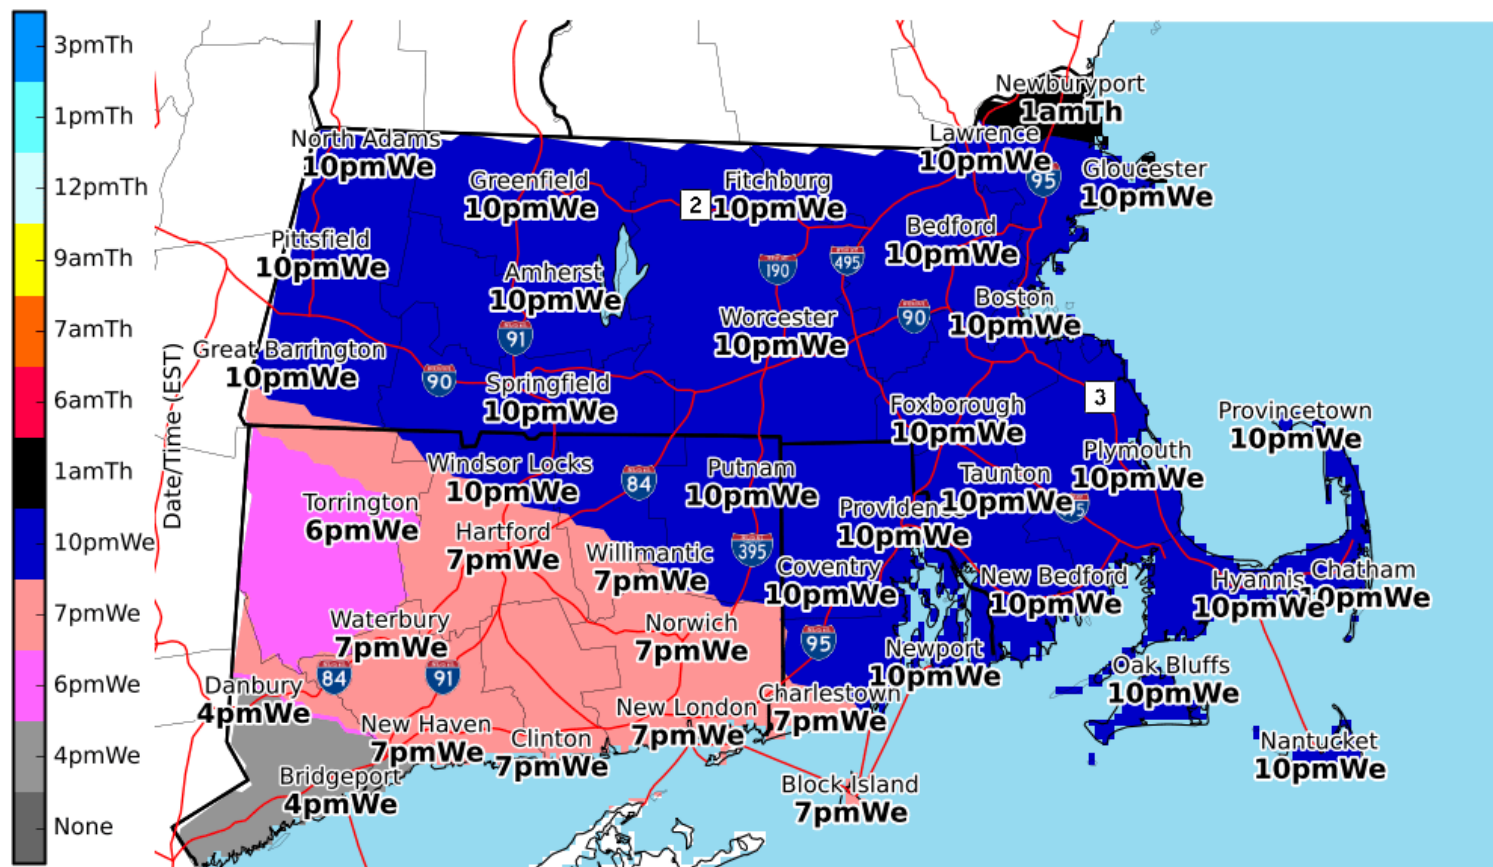 3pmTh
1pmTh
12pmTh
9amTh
7amTh
6amTh
1amTh
10pmWe
7pmWe
6pmWe
4pmWe
None
Date/Time (EST)
Newburyport
1amTh
Lawrence
10pmWe
North Adams
10pmWe
Gloucester
10pmWe
95
Greenfield
10pmWe
2
Fitchburg
10pmWe
Bedford
10pmWe
Pittsfield
10pmWe
190
495
Amherst
10pmWe
Boston
10pmWe
Worcester
10pmWe
90
91
Great Barrington
10pmWe
90
Springfield
10pmWe
3
Foxborough
10pmWe
Provincetown
10pmWe
Plymouth
10pmWe
Windsor Locks
10pmWe
84
Putnam
10pmWe
Taunton
10pmWe
Torrington
6pmWe
Providence
10pmWe
Hartford
7pmWe
Willimantic
7pmWe
395
Coventry
10pmWe
New Bedford
10pmWe
Hyannis
10pmWe
Chatham
10pmWe
Waterbury
7pmWe
Norwich
7pmWe
95
Newport
10pmWe
Oak Bluffs
10pmWe
84
91
Danbury
4pmWe
Charlestown
7pmWe
New London
7pmWe
New Haven
7pmWe
Clinton
7pmWe
Nantucket
10pmWe
Bridgeport
4pmWe
Block Island
7pmWe